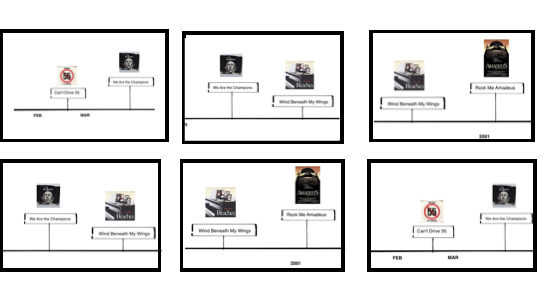 55
Can't Drive 55.
We Are the Champions
FEB
MAR
We Are the Champions
Beaches
Wind Beneath My Wings
Beaches
Wind Beneath My Wings
AMADEUS
Rock Me Amadeus
2001
We Are the Champions
Beaches
Wind Beneath My Wings
Beaches
Wind Beneath My Wings
AMADEUS
Rock Me Amadeus
2001
55
Can't Drive 55.
We Are the Champions
FEB
MAR